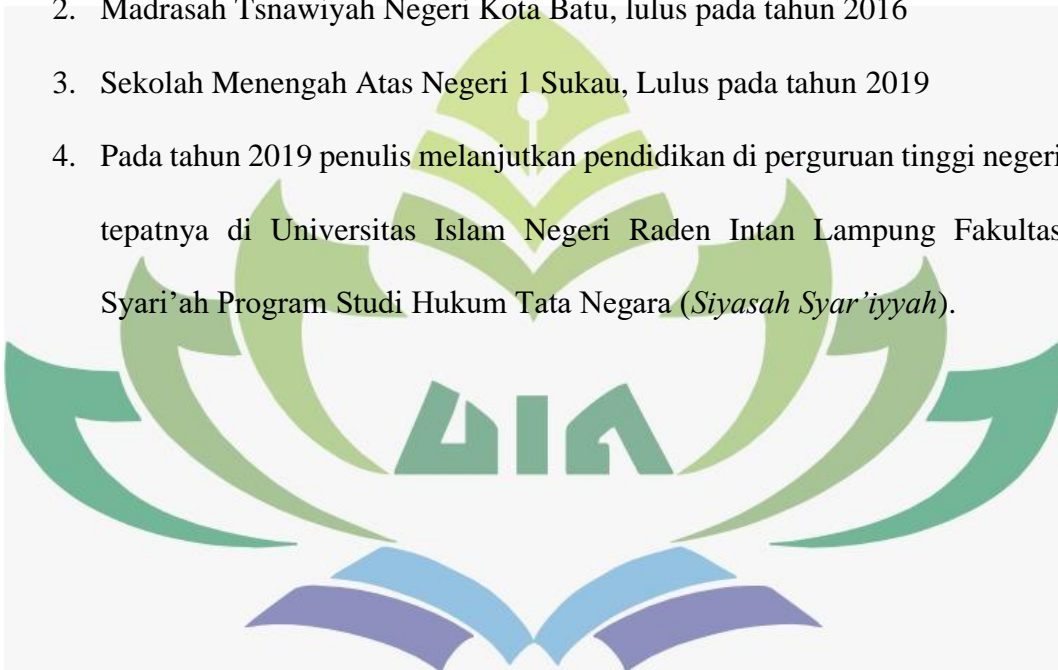 2. Madrasah Tsnawiyah Negeri Kota Batu, lulus pada tahun 2016
3. Sekolah Menengah Atas Negeri 1 Sukau, Lulus pada tahun 2019
4. Pada tahun 2019 penulis melanjutkan pendidikan di perguruan tinggi negeri
tepatnya di Universitas Islam Negeri Raden Intan Lampung Fakultas
Syari’ah Program Studi Hukum Tata Negara (Siyasah Syar’iyyah).
UIN